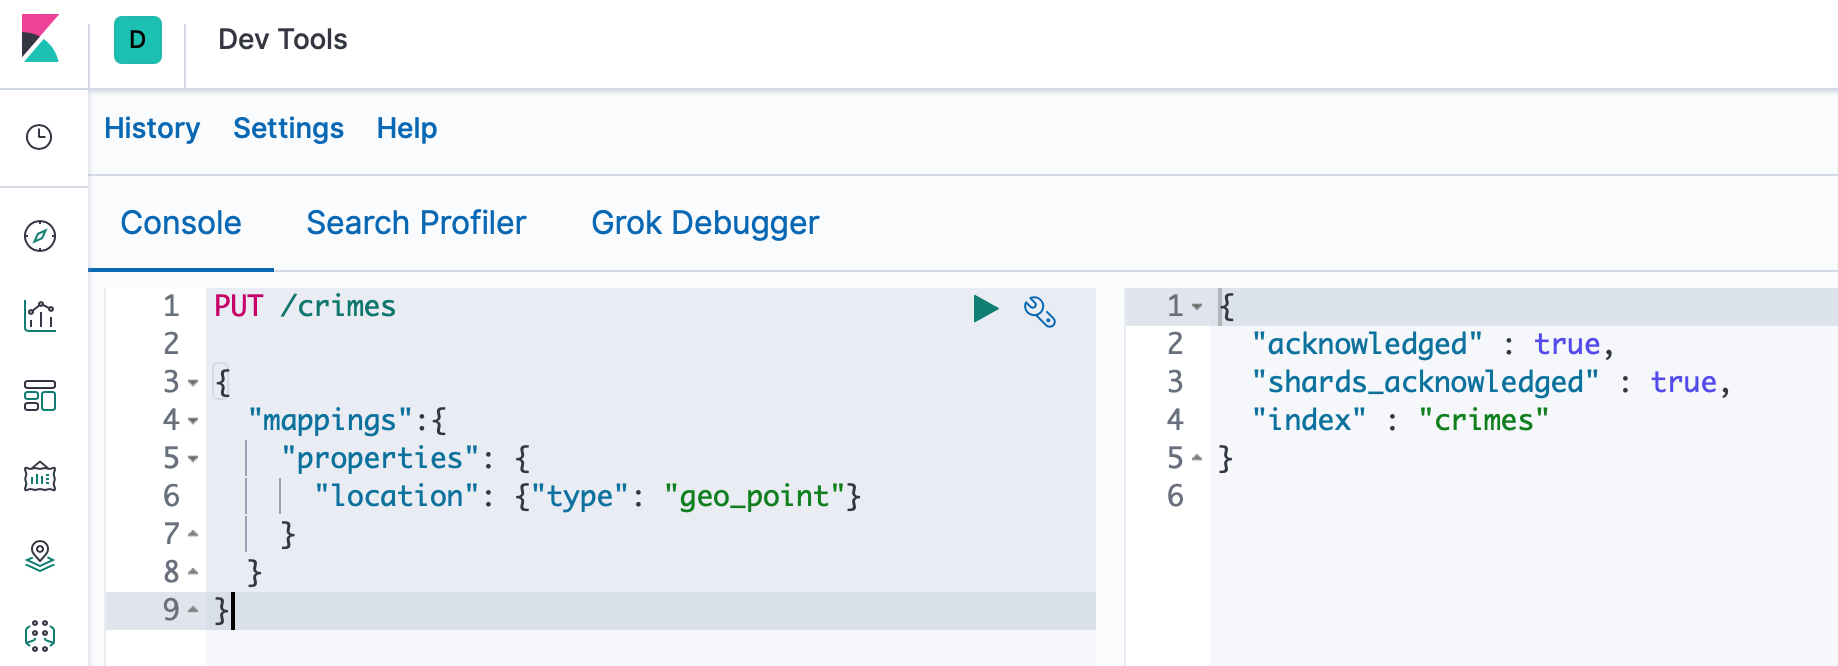 D Dev Tools
History Settings Help
Console Search Profiler Grok Debugger
1 PUT /crimes
2
3 {
4 "mappings":{
5 "properties": {
6 "location": {"type": "geo_point"}
7 }
8 }
9 }
1 {
2 "acknowledged" : true,
3 "shards_acknowledged" : true,
4 "index" : "crimes"
5 }
6